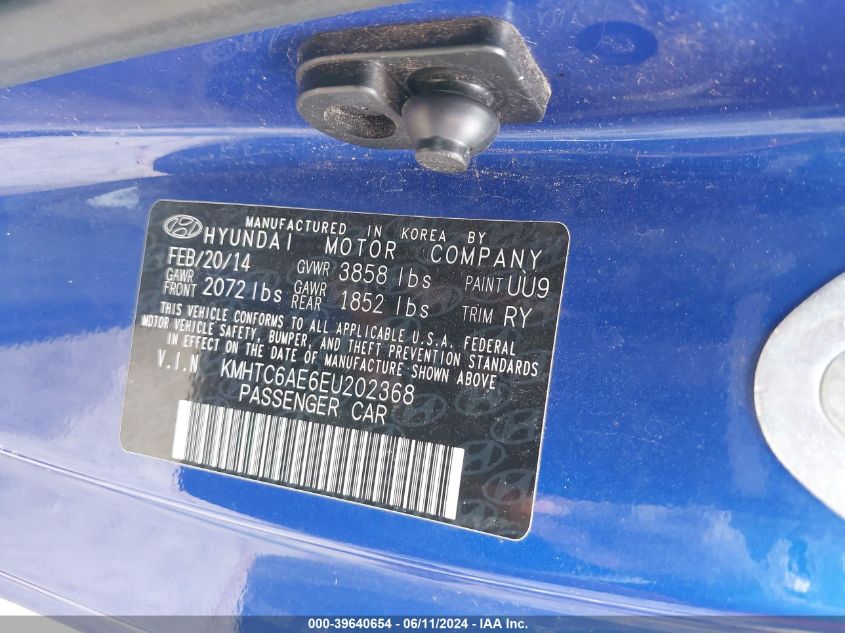 MANUFACTURED IN KOREA BY
HYUNDAI MOTOR COMPANY
FEB/20/14 GVWR 3858 lbs PAINT UU9
GAWR FRONT 2072 lbs GAWR REAR 1852 lbs TRIM RY
THIS VEHICLE CONFORMS TO ALL APPLICABLE U.S.A. FEDERAL
MOTOR VEHICLE SAFETY, BUMPER, AND THEFT PREVENTION STANDARDS
IN EFFECT ON THE DATE OF MANUFACTURE SHOWN ABOVE
V.I.N KMHTC6AE6EU202368
PASSENGER CAR
000-39640654 / 06/11/2024 - IAA Inc.